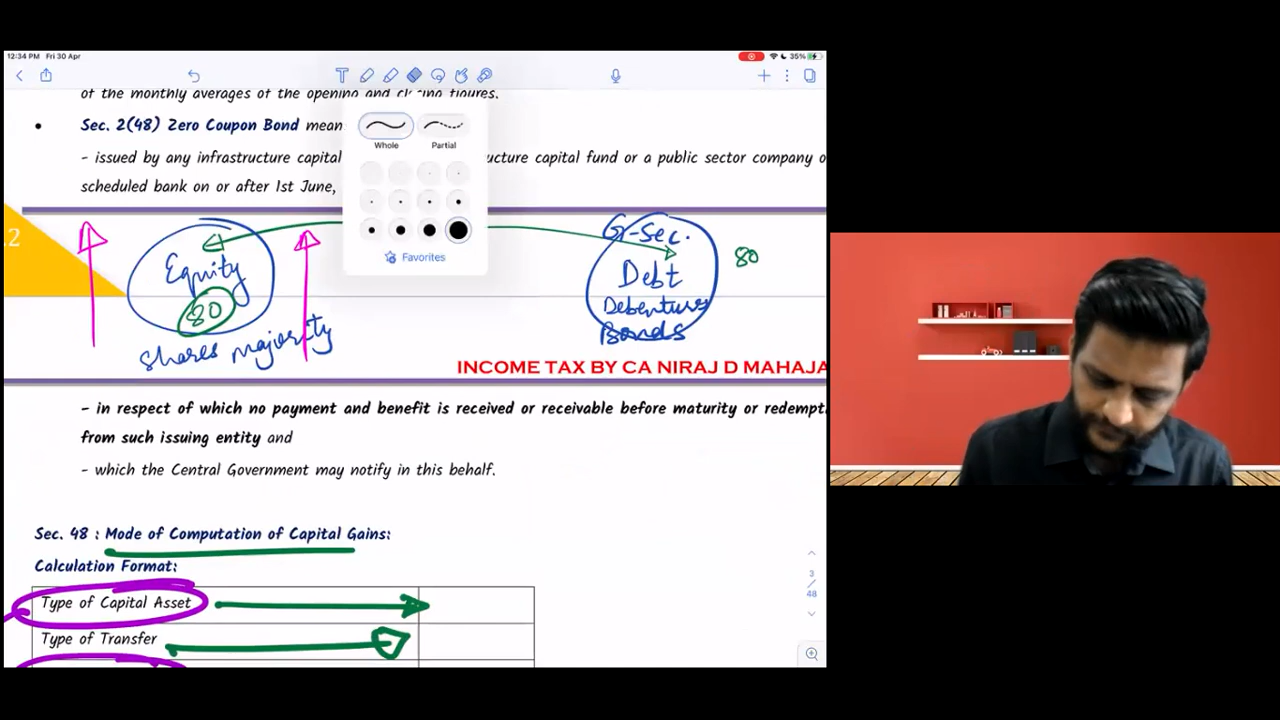 12:34 PM Fri 30 Apr
35%
of the monthly averages of the opening and closing figures.
• Sec. 2(48) Zero Coupon Bond mean
- issued by any infrastructure capital ucture capital fund or a public sector company o
scheduled bank on or after 1st June,
Whole Partial
Favorites
.2
Equity
80
shares majority
G-Sec.
Debt
Debentures
Bonds
80
INCOME TAX BY CA NIRAJ D MAHAJA
- in respect of which no payment and benefit is received or receivable before maturity or redempti
from such issuing entity and
- which the Central Government may notify in this behalf.
Sec. 48 : Mode of Computation of Capital Gains:
Calculation Format:
Type of Capital Asset
Type of Transfer
3
/
48